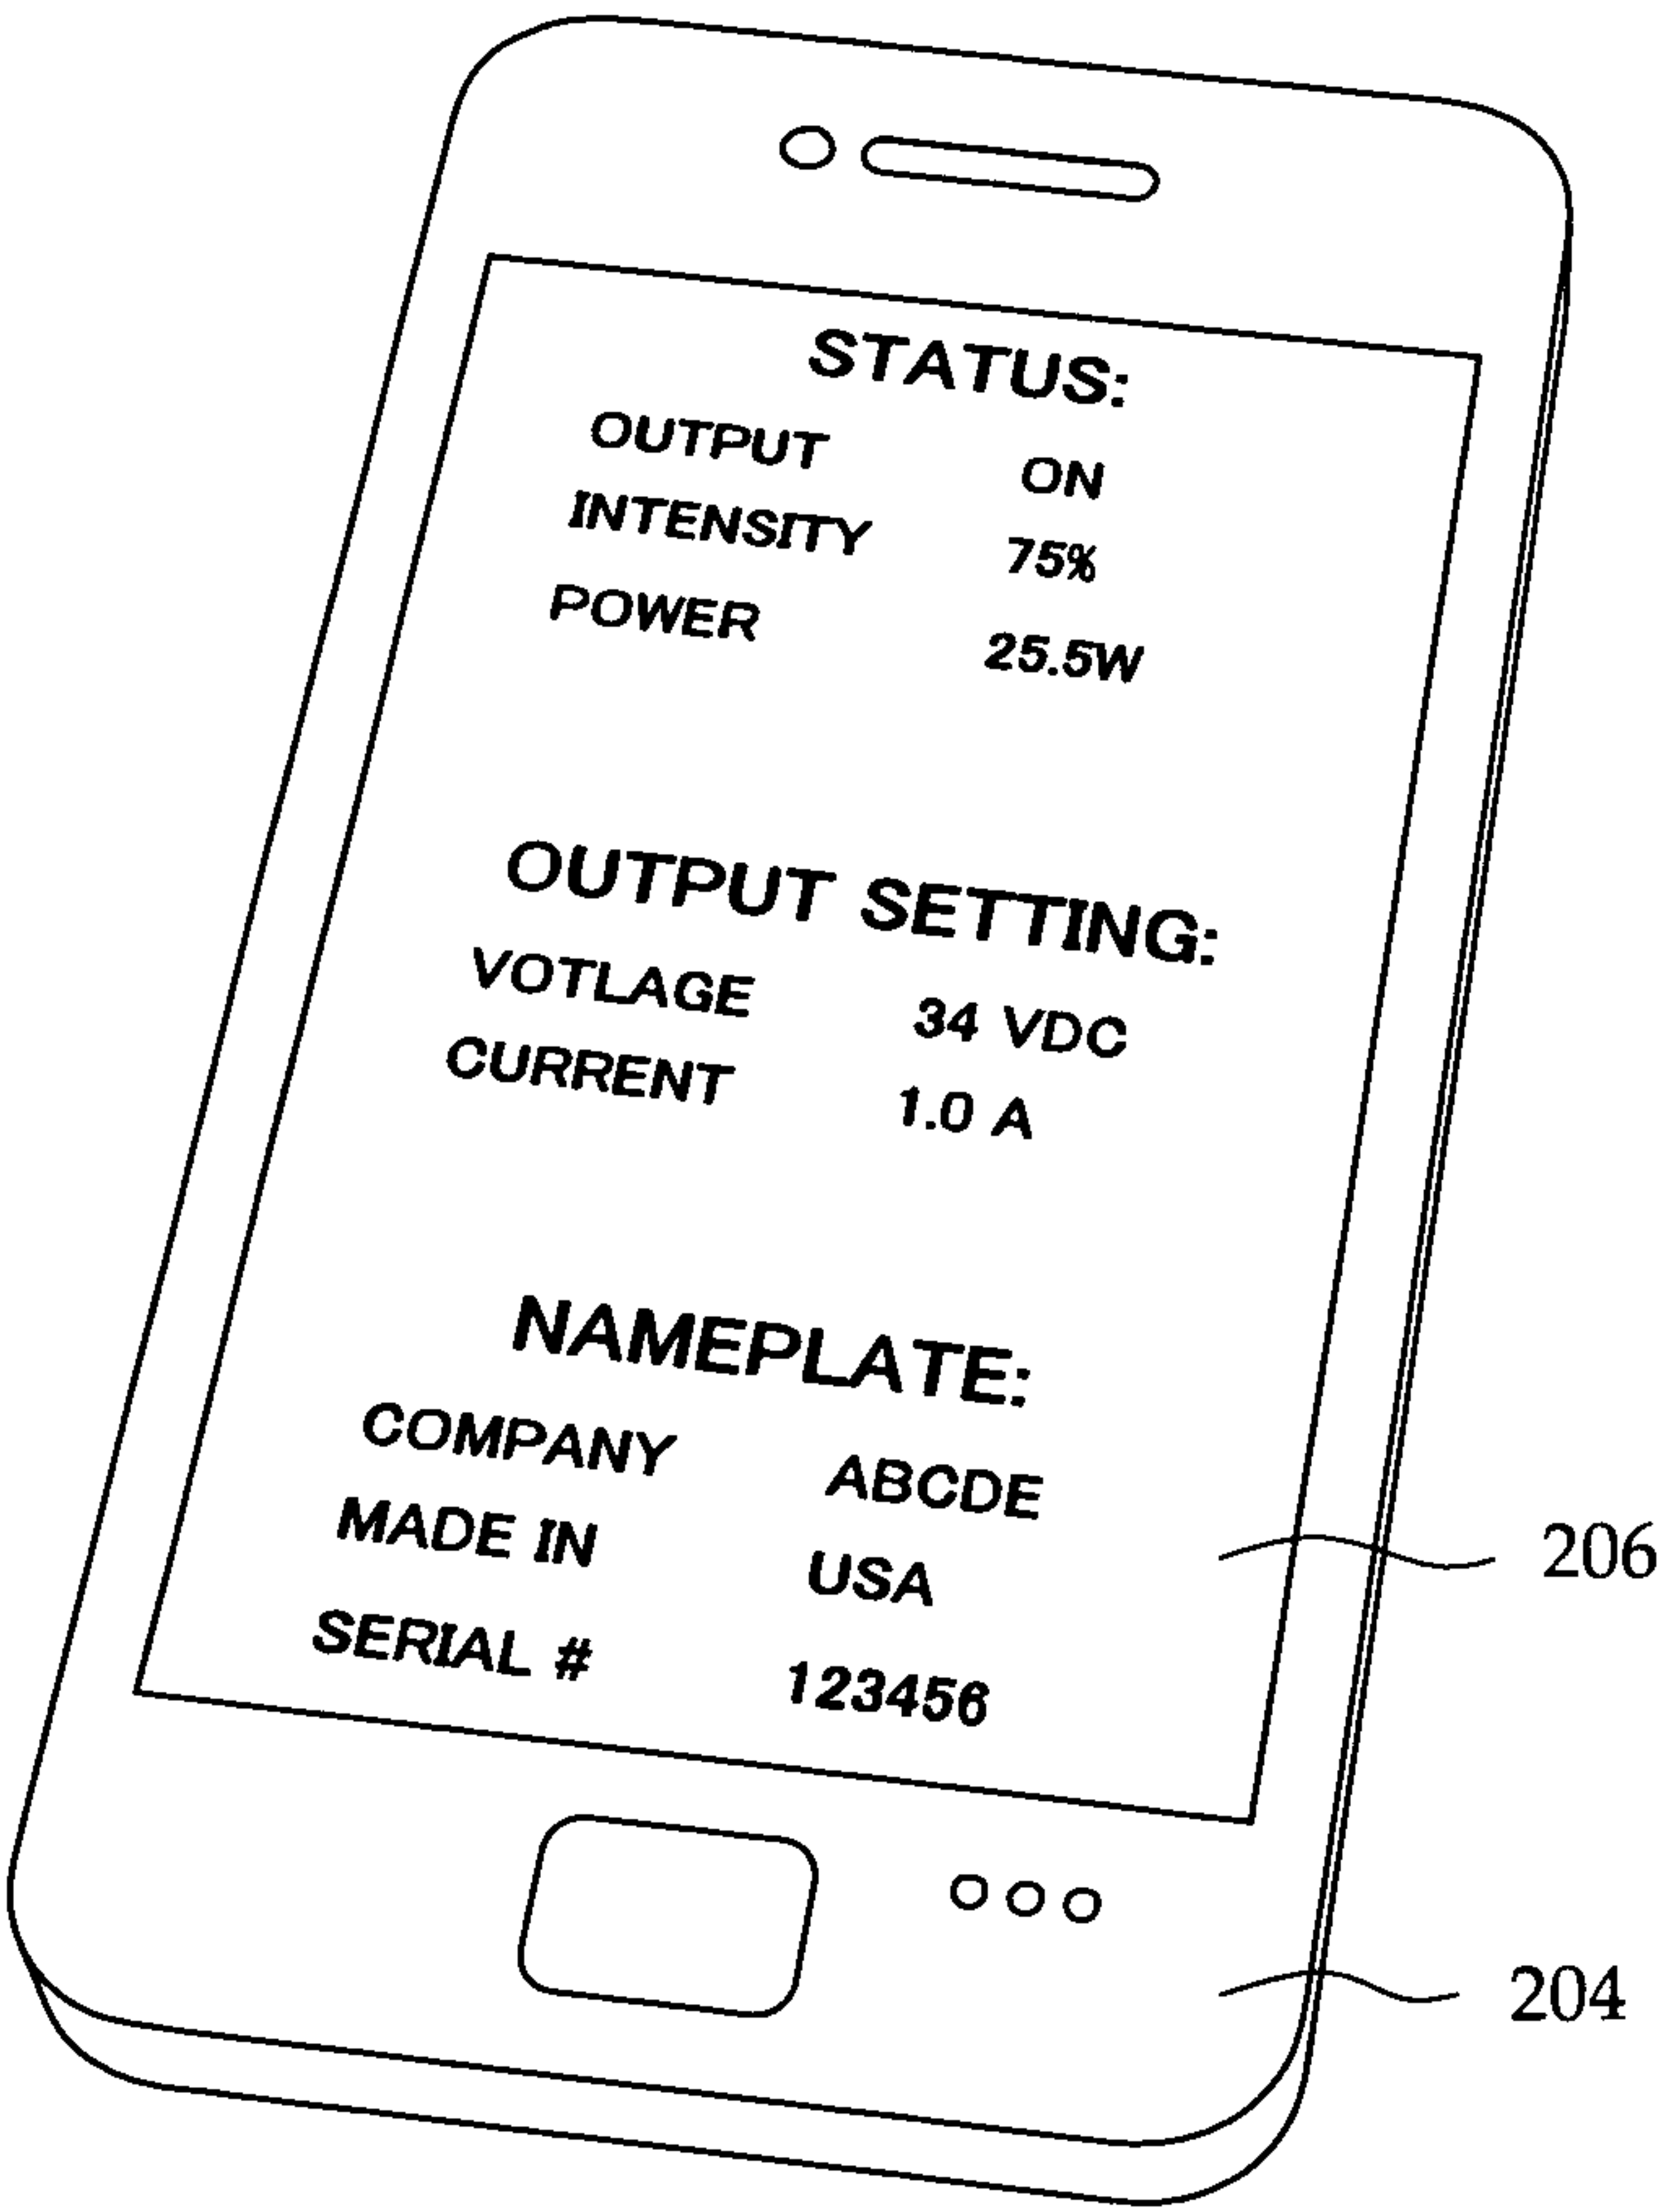 STATUS:
OUTPUT ON
INTENSITY 75%
POWER 25.5W
OUTPUT SETTING:
VOTLAGE 34 VDC
CURRENT 1.0 A
NAMEPLATE:
COMPANY ABCDE
MADE IN USA
SERIAL # 123456
206
204